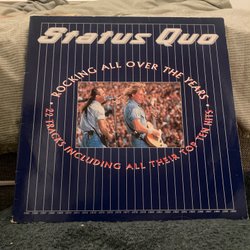 Status Quo
ROCKING ALL OVER THE YEARS
• 22 TRACKS INCLUDING ALL THEIR TOP TEN HITS •